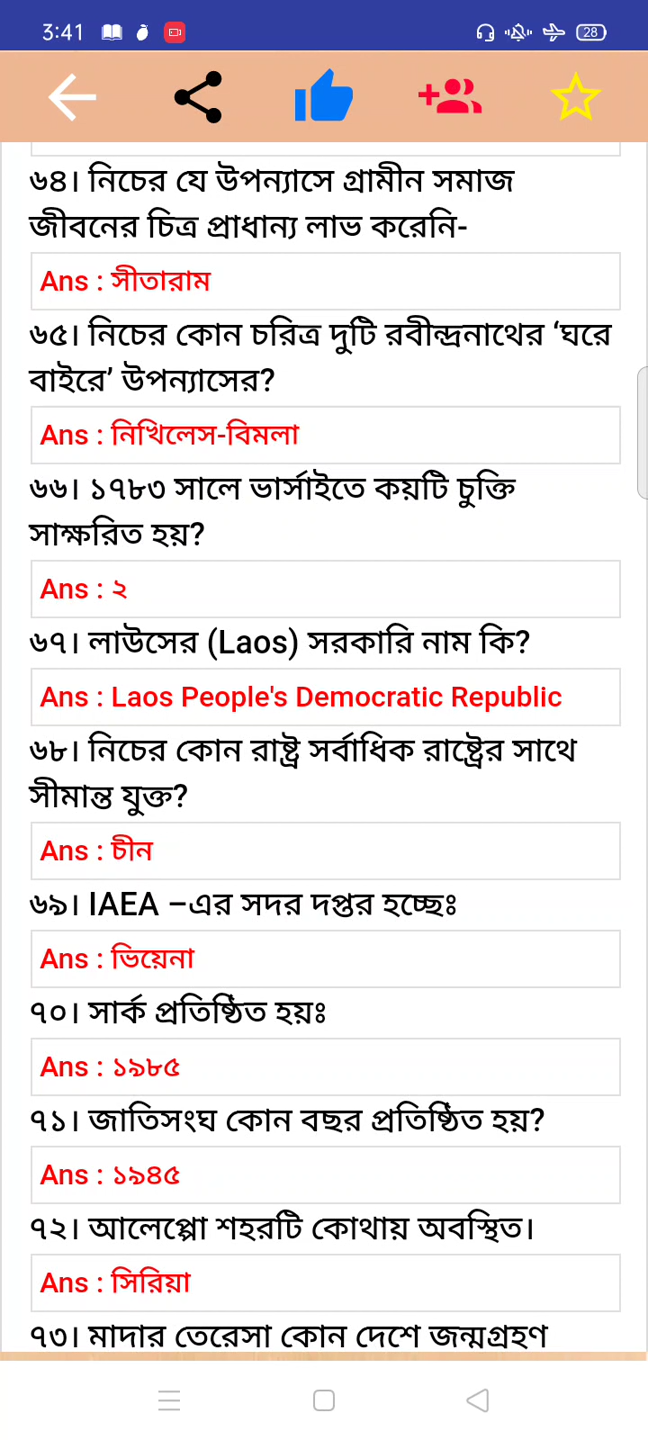 3:41
28
৬৪। নিচের যে উপন্যাসে গ্রামীন সমাজ
জীবনের চিত্র প্রাধান্য লাভ করেনি-
Ans : সীতারাম
৬৫। নিচের কোন চরিত্র দুটি রবীন্দ্রনাথের ‘ঘরে
বাইরে’ উপন্যাসের?
Ans : নিখিলেস-বিমলা
৬৬। ১৭৮৩ সালে ভার্সাইতে কয়টি চুক্তি
সাক্ষরিত হয়?
Ans : ২
৬৭। লাউসের (Laos) সরকারি নাম কি?
Ans : Laos People's Democratic Republic
৬৮। নিচের কোন রাষ্ট্র সর্বাধিক রাষ্ট্রের সাথে
সীমান্ত যুক্ত?
Ans : চীন
৬৯। IAEA –এর সদর দপ্তর হচ্ছেঃ
Ans : ভিয়েনা
৭০। সার্ক প্রতিষ্ঠিত হয়ঃ
Ans : ১৯৮৫
৭১। জাতিসংঘ কোন বছর প্রতিষ্ঠিত হয়?
Ans : ১৯৪৫
৭২। আলেপ্পো শহরটি কোথায় অবস্থিত।
Ans : সিরিয়া
৭৩। মাদার তেরেসা কোন দেশে জন্মগ্রহণ